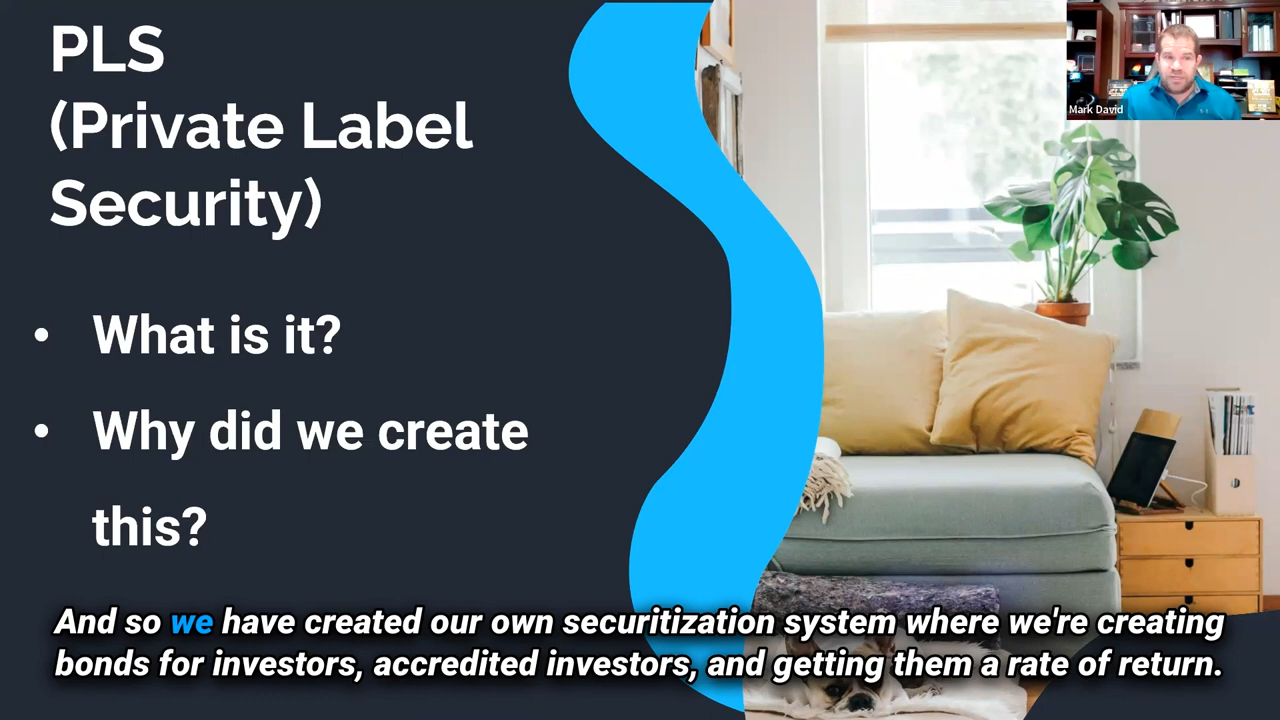 PLS
(Private Label
Security)
Mark David
• What is it?
• Why did we create
this?
And so we have created our own securitization system where we're creating
bonds for investors, accredited investors, and getting them a rate of return.